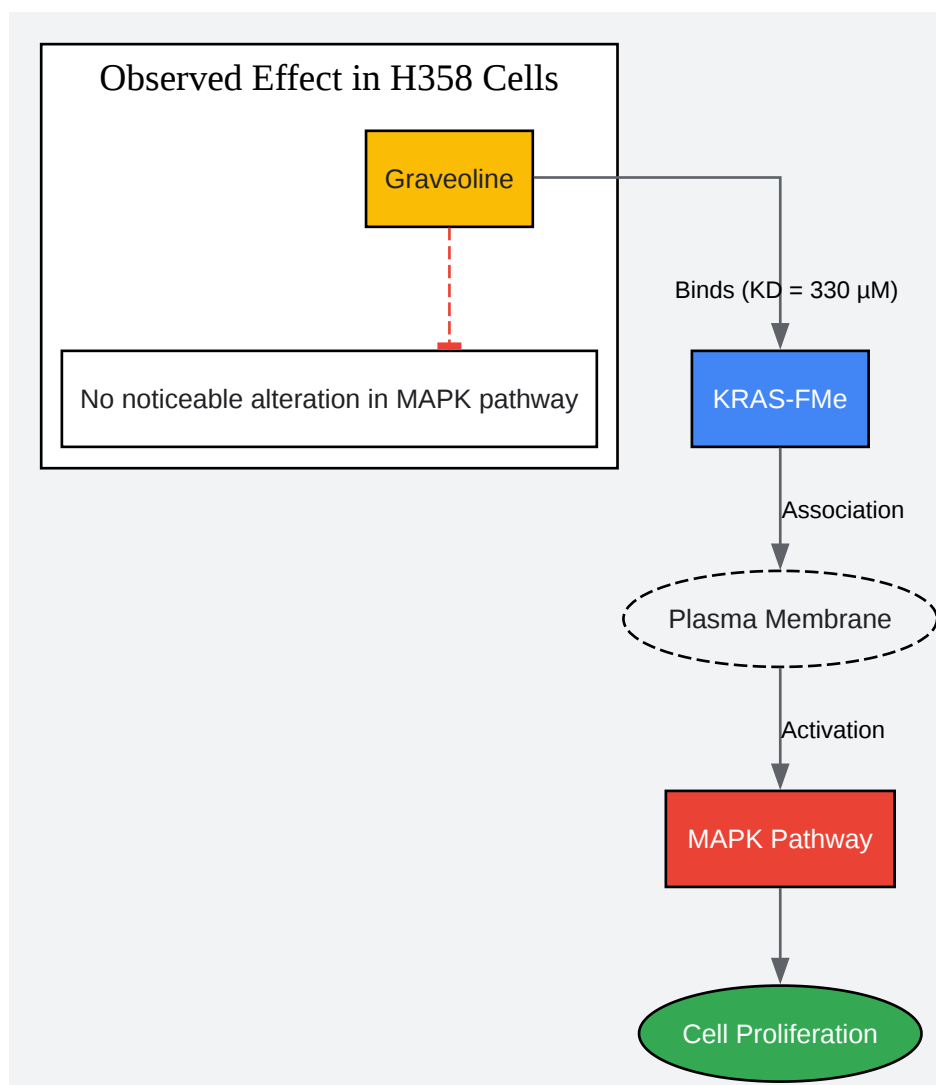 Observed Effect in H358 Cells
Graveoline
Binds (KD = 330 µM)
No noticeable alteration in MAPK pathway
KRAS-FMe
Association
Plasma Membrane
Activation
MAPK Pathway
Cell Proliferation